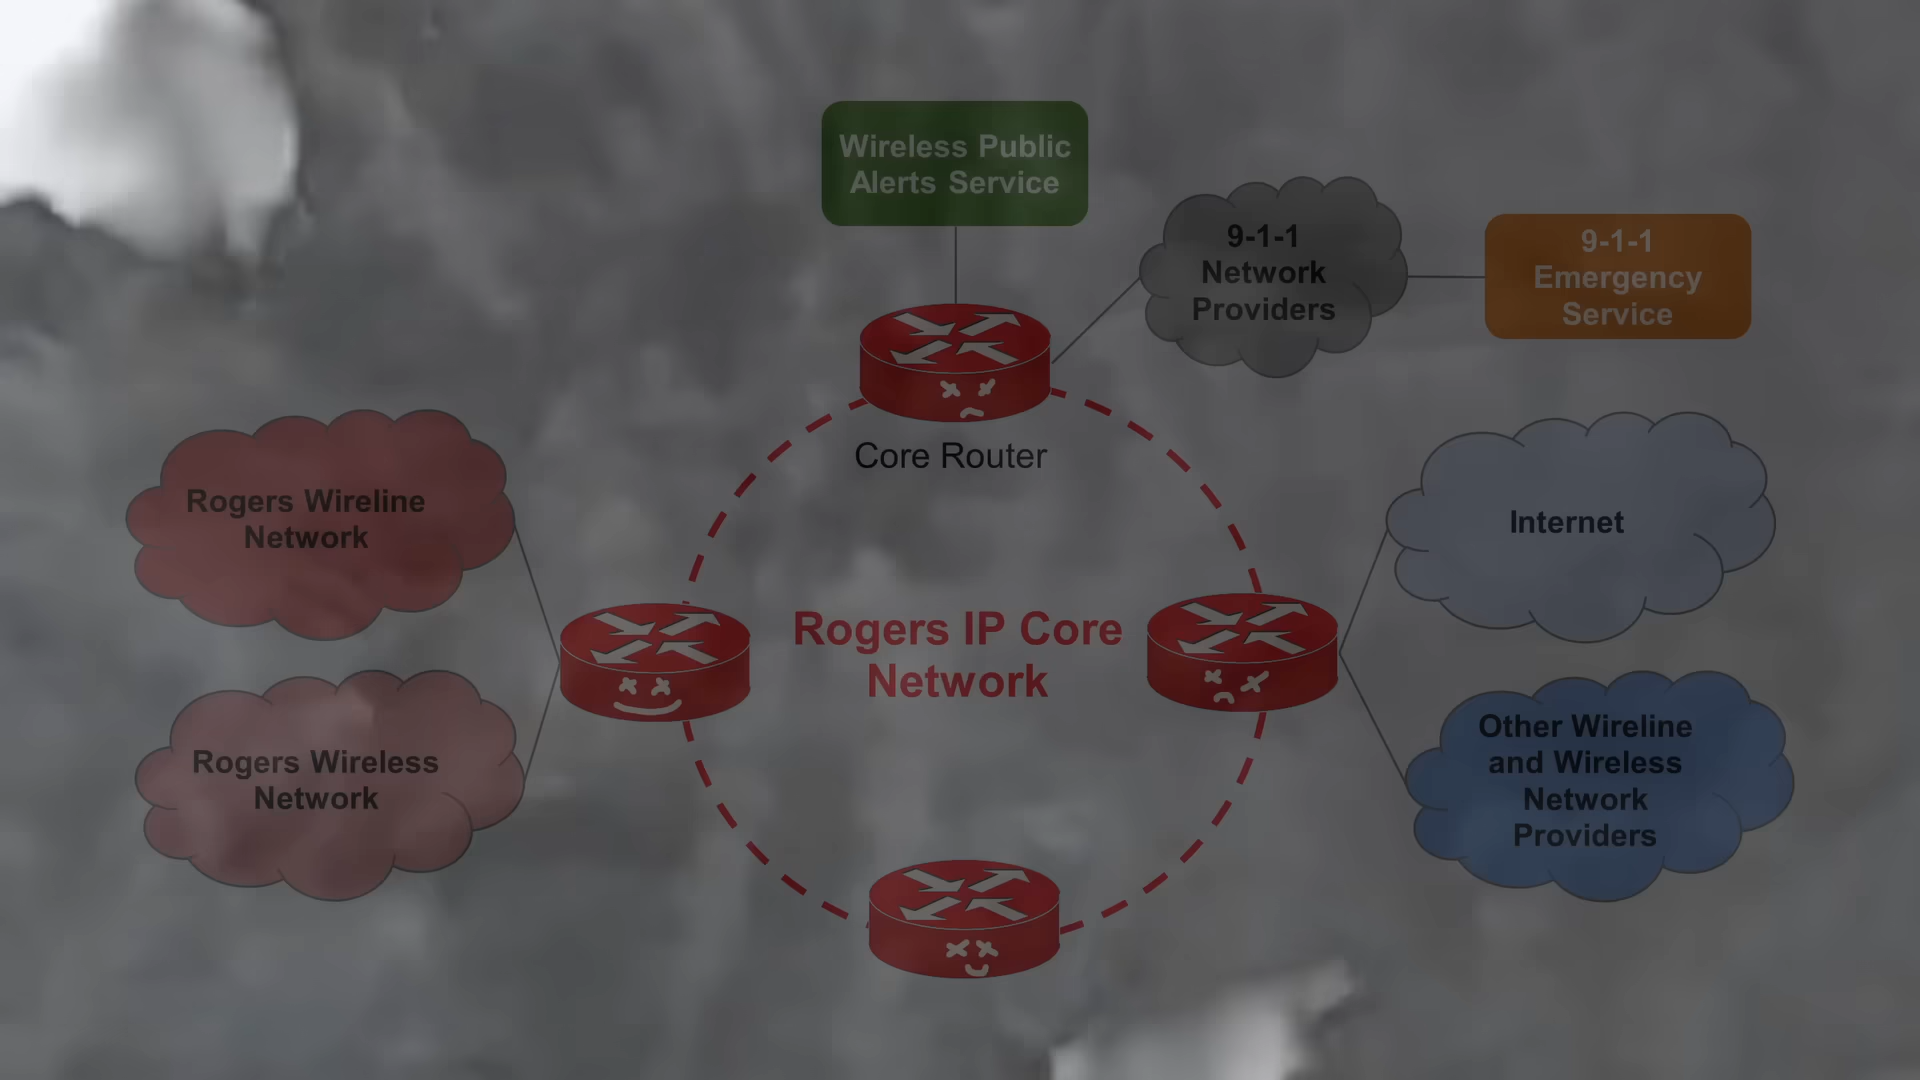 Wireless Public
Alerts Service
9-1-1
Network
Providers
9-1-1
Emergency
Service
Core Router
Rogers Wireline
Network
Internet
Rogers IP Core
Network
Rogers Wireless
Network
Other Wireline
and Wireless
Network
Providers